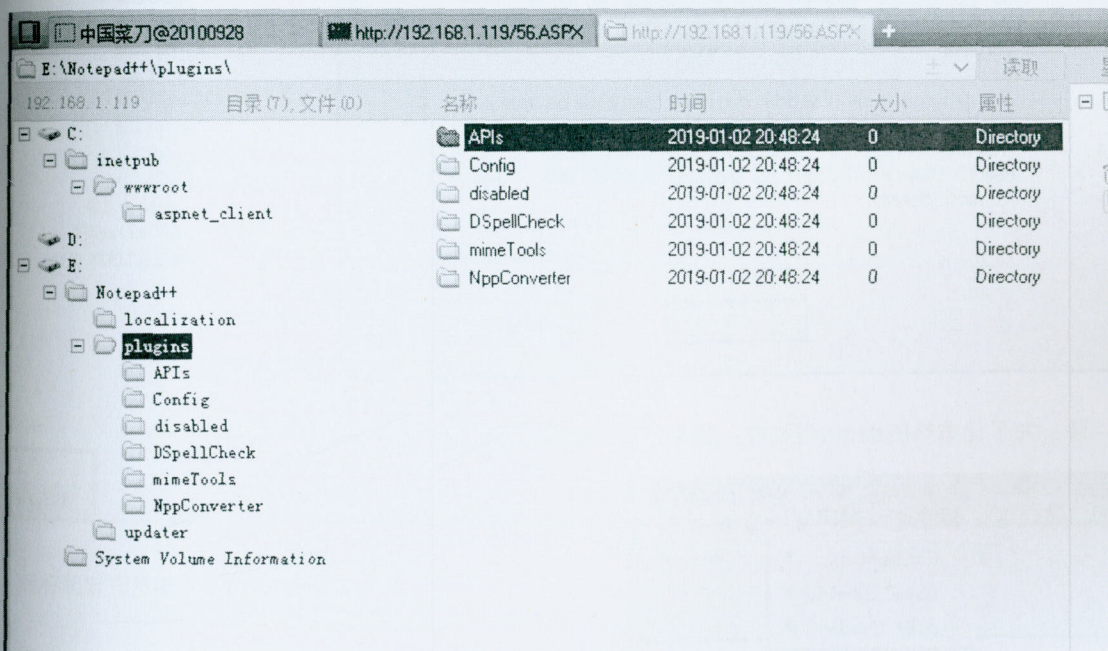 中国菜刀@20100928 http://192.168.1.119/56.ASPX http://192.168.1.119/56.ASPX +
E:\Notepad++\plugins\ 读取
192.168.1.119 目录(7),文件(0) 名称 时间 大小 属性
C: APIs 2019-01-02 20:48:24 0 Directory
inetpub Config 2019-01-02 20:48:24 0 Directory
wwwroot disabled 2019-01-02 20:48:24 0 Directory
aspnet_client DSpellCheck 2019-01-02 20:48:24 0 Directory
D: mimeTools 2019-01-02 20:48:24 0 Directory
E: NppConverter 2019-01-02 20:48:24 0 Directory
Notepad++
localization
plugins
APIs
Config
disabled
DSpellCheck
mimeTools
NppConverter
updater
System Volume Information